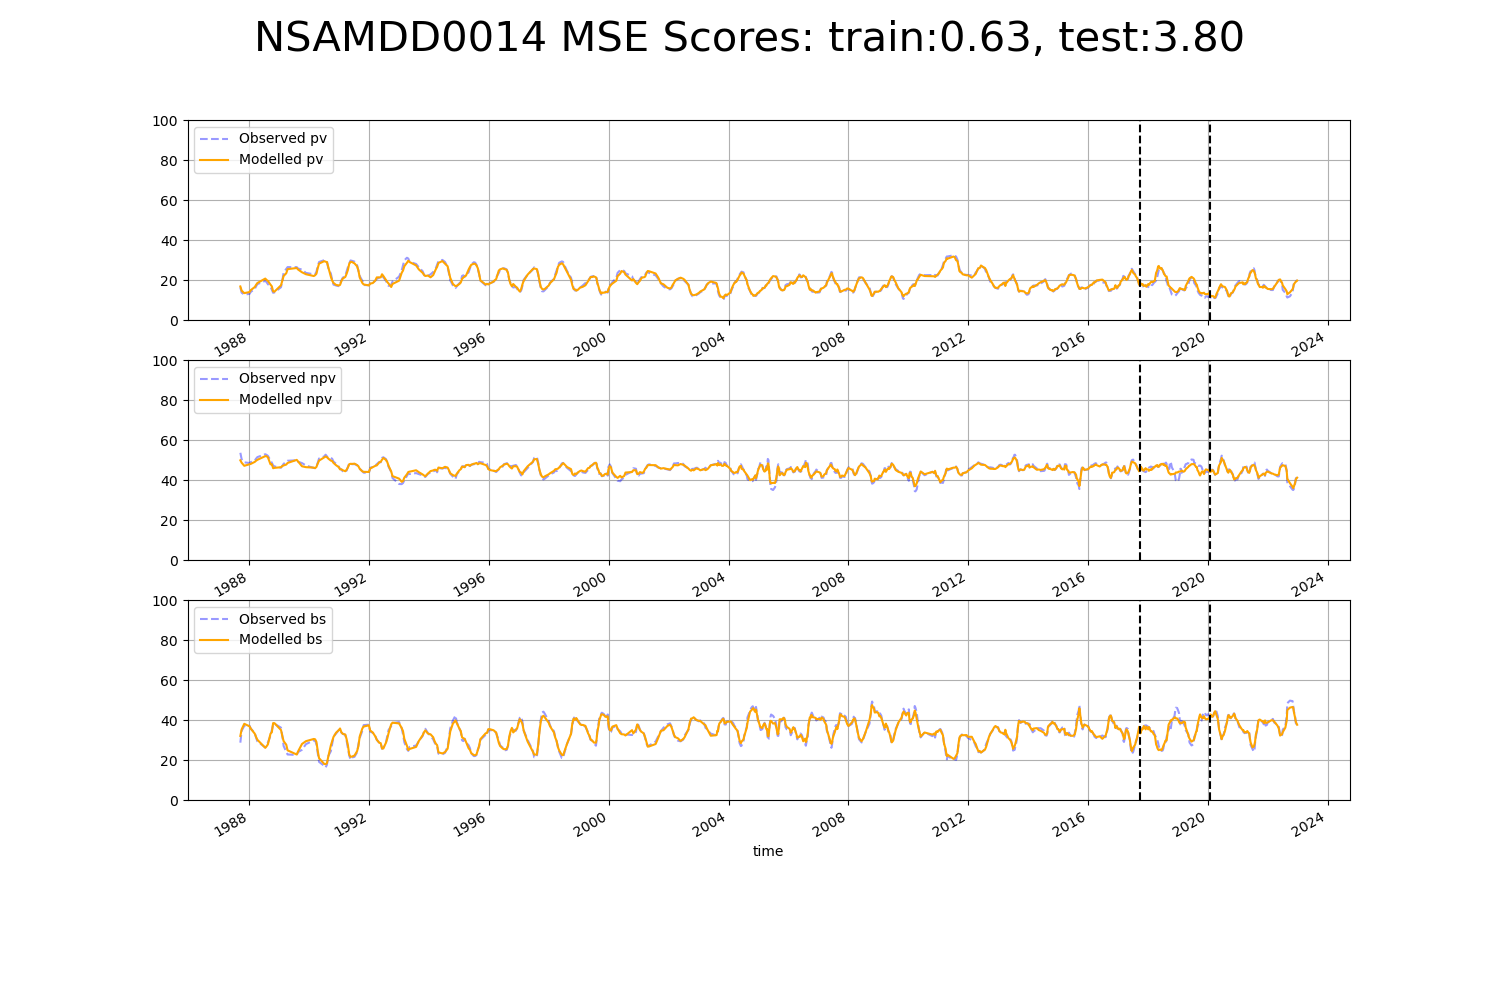 NSAMDD0014 MSE Scores: train:0.63, test:3.80
100
80
60
40
20
0
Observed pv
Modelled pv
1988 1992 1996 2000 2004 2008 2012 2016 2020 2024
100
80
60
40
20
0
Observed npv
Modelled npv
1988 1992 1996 2000 2004 2008 2012 2016 2020 2024
100
80
60
40
20
0
Observed bs
Modelled bs
1988 1992 1996 2000 2004 2008 2012 2016 2020 2024
time